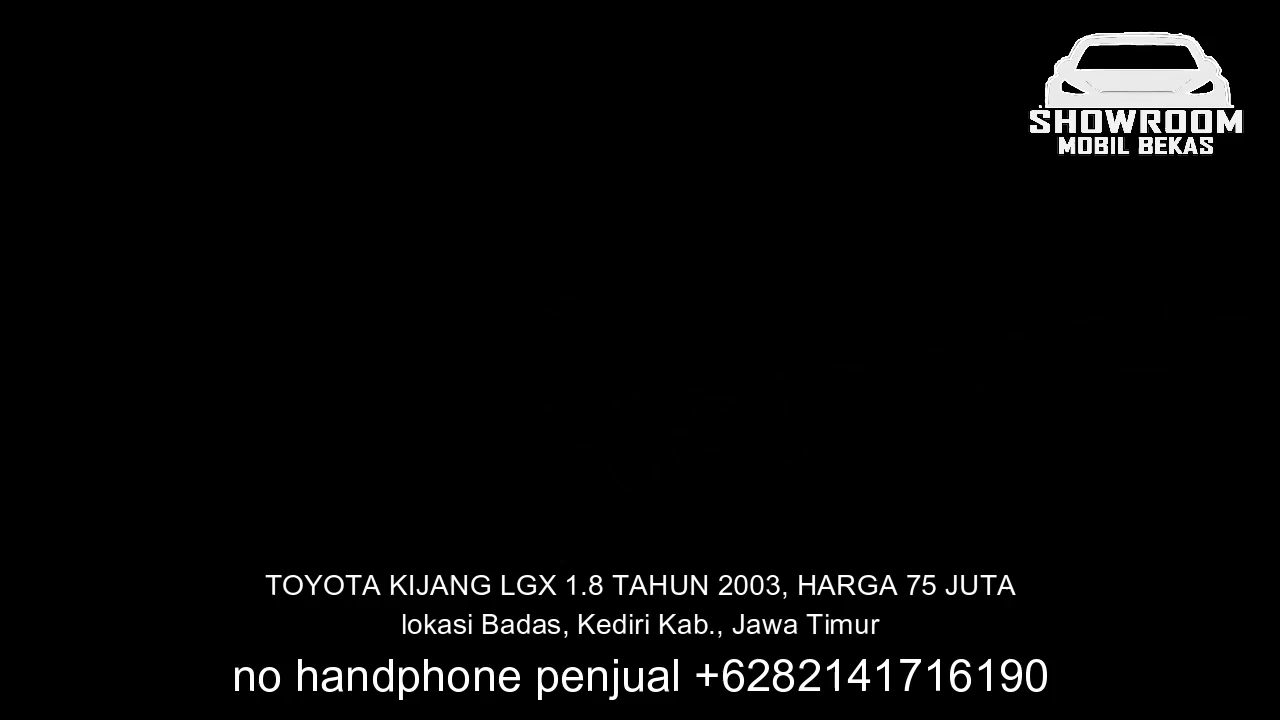 SHOWROOM
MOBIL BEKAS
TOYOTA KIJANG LGX 1.8 TAHUN 2003, HARGA 75 JUTA
lokasi Badas, Kediri Kab., Jawa Timur
no handphone penjual +6282141716190